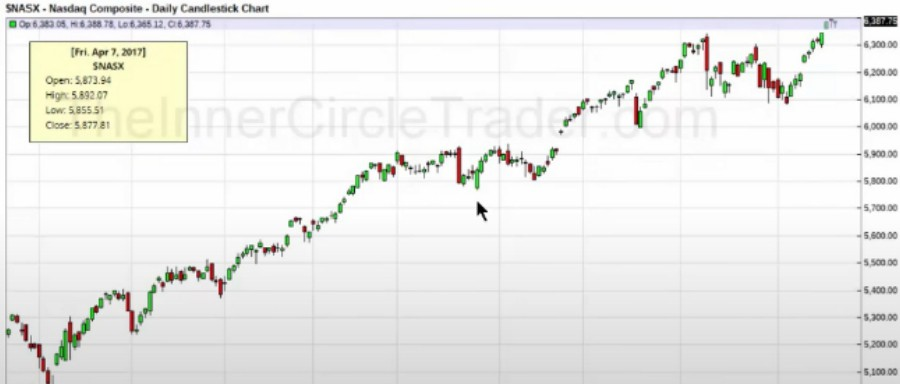 $NASX - Nasdaq Composite - Daily Candlestick Chart
Op:6,383.05, Hi:6,388.78, Lo:6,365.12, Cl:6,387.75
6,387.75
[Fri. Apr 7, 2017]
$NASX
Open: 5,873.94
High: 5,892.07
Low: 5,855.51
Close: 5,877.81
TheInnerCircleTrader.com
6,300.00
6,200.00
6,100.00
6,000.00
5,900.00
5,800.00
5,700.00
5,600.00
5,500.00
5,400.00
5,300.00
5,200.00
5,100.00